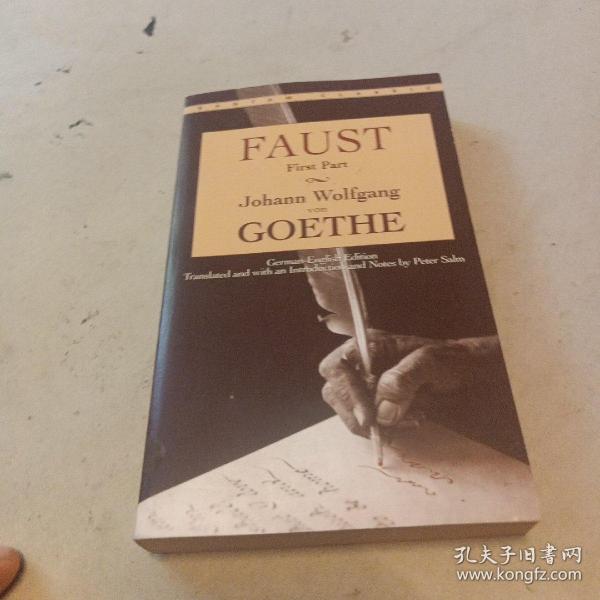 BANTAM CLASSIC
FAUST
First Part
Johann Wolfgang
von
GOETHE
German-English Edition
Translated and with an Introduction and Notes by Peter Salm
孔夫子旧书网
www.kongfz.com